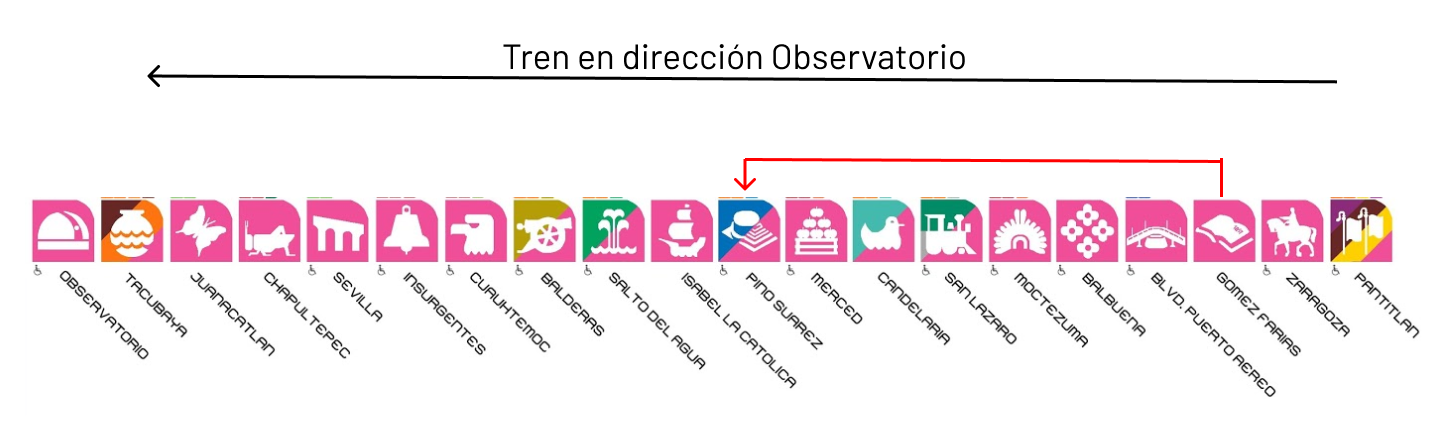 Tren en dirección Observatorio
OBSERVATORIO
TACUBAYA
JUANACATLAN
CHAPULTEPEC
SEVILLA
INSURGENTES
CUAUHTEMOC
BALDERAS
SALTO DEL AGUA
ISABEL LA CATOLICA
PINO SUAREZ
MERCED
CANDELARIA
SAN LAZARO
MOCTEZUMA
BALBUENA
BLVD. PUERTO AEREO
GOMEZ FARIAS
ZARAGOZA
PANTITLAN